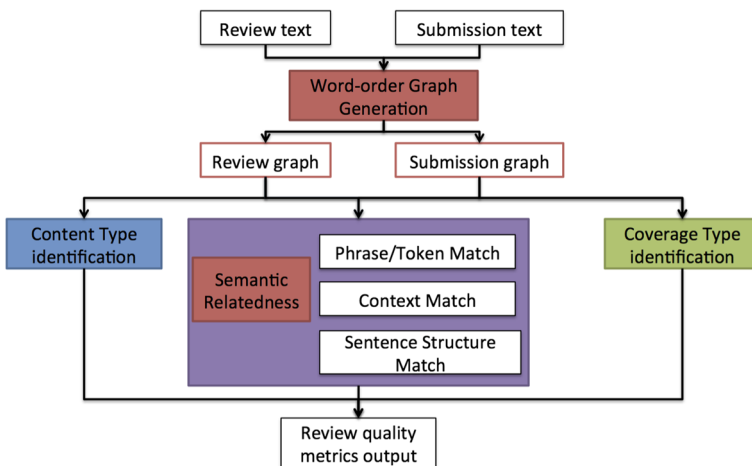 Review text
Submission text
Word-order Graph
Generation
Review graph
Submission graph
Content Type
identification
Semantic
Relatedness
Phrase/Token Match
Context Match
Sentence Structure
Match
Coverage Type
identification
Review quality
metrics output